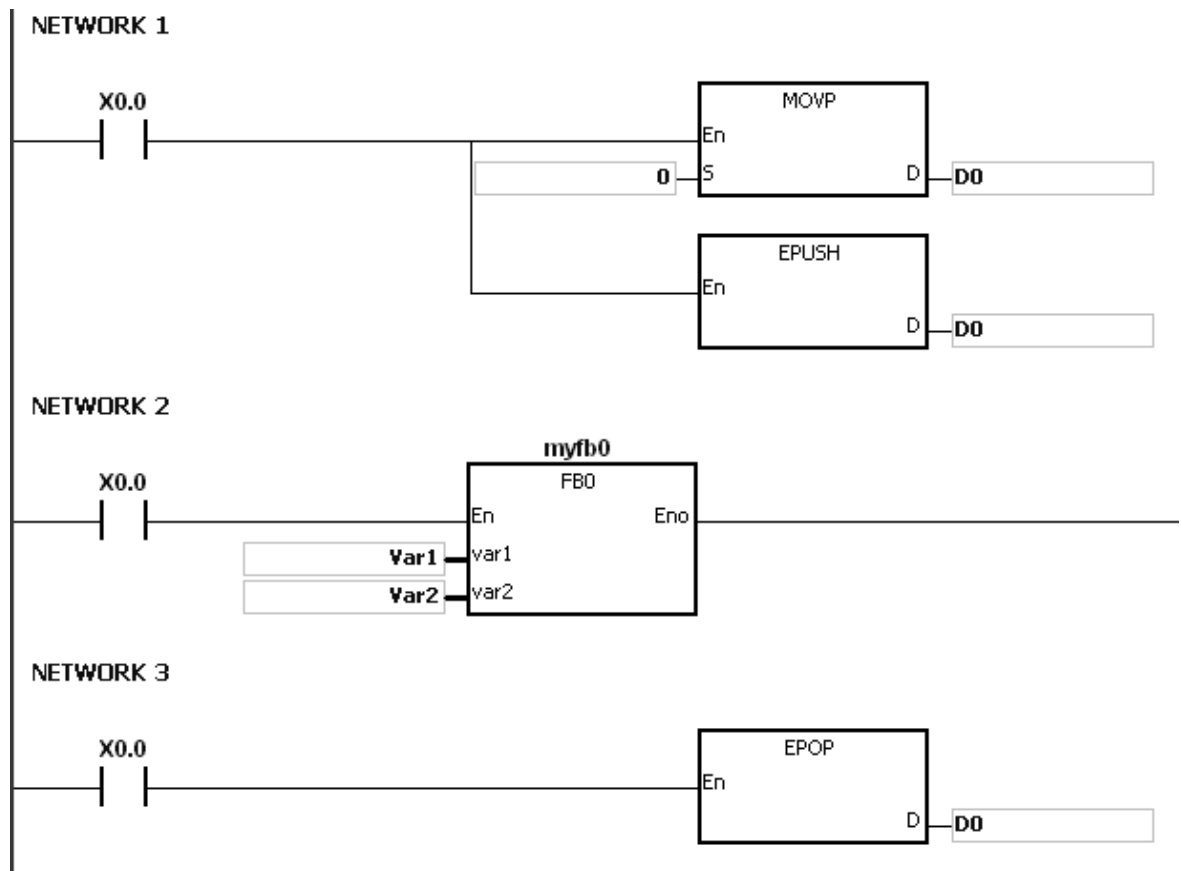 NETWORK 1
X0.0
MOVP
En
0 S D D0
EPUSH
En
D D0
NETWORK 2
myfb0
X0.0
FB0
En Eno
Var1 var1
Var2 var2
NETWORK 3
X0.0
EPOP
En
D D0